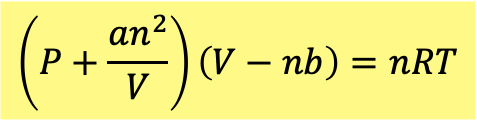 (P + an²/V)(V − nb) = nRT